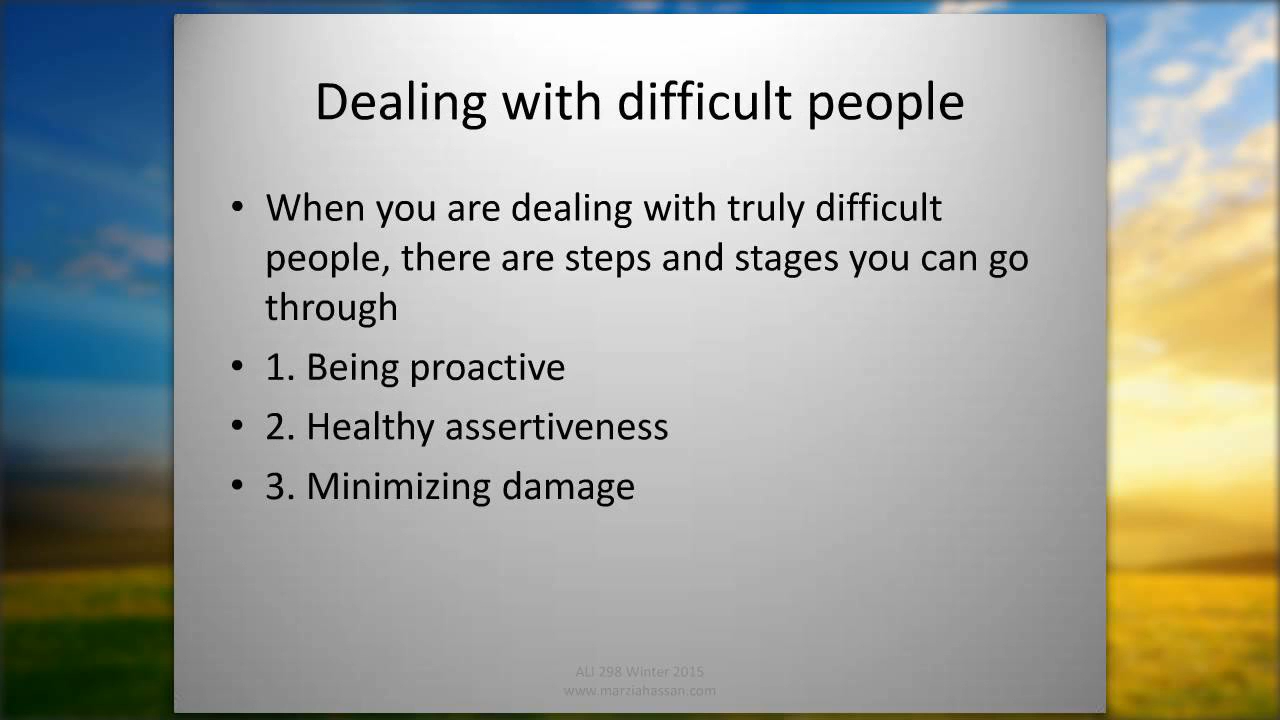 Dealing with difficult people
• When you are dealing with truly difficult
people, there are steps and stages you can go
through
• 1. Being proactive
• 2. Healthy assertiveness
• 3. Minimizing damage
ALI 298 Winter 2015
www.marziahassan.com